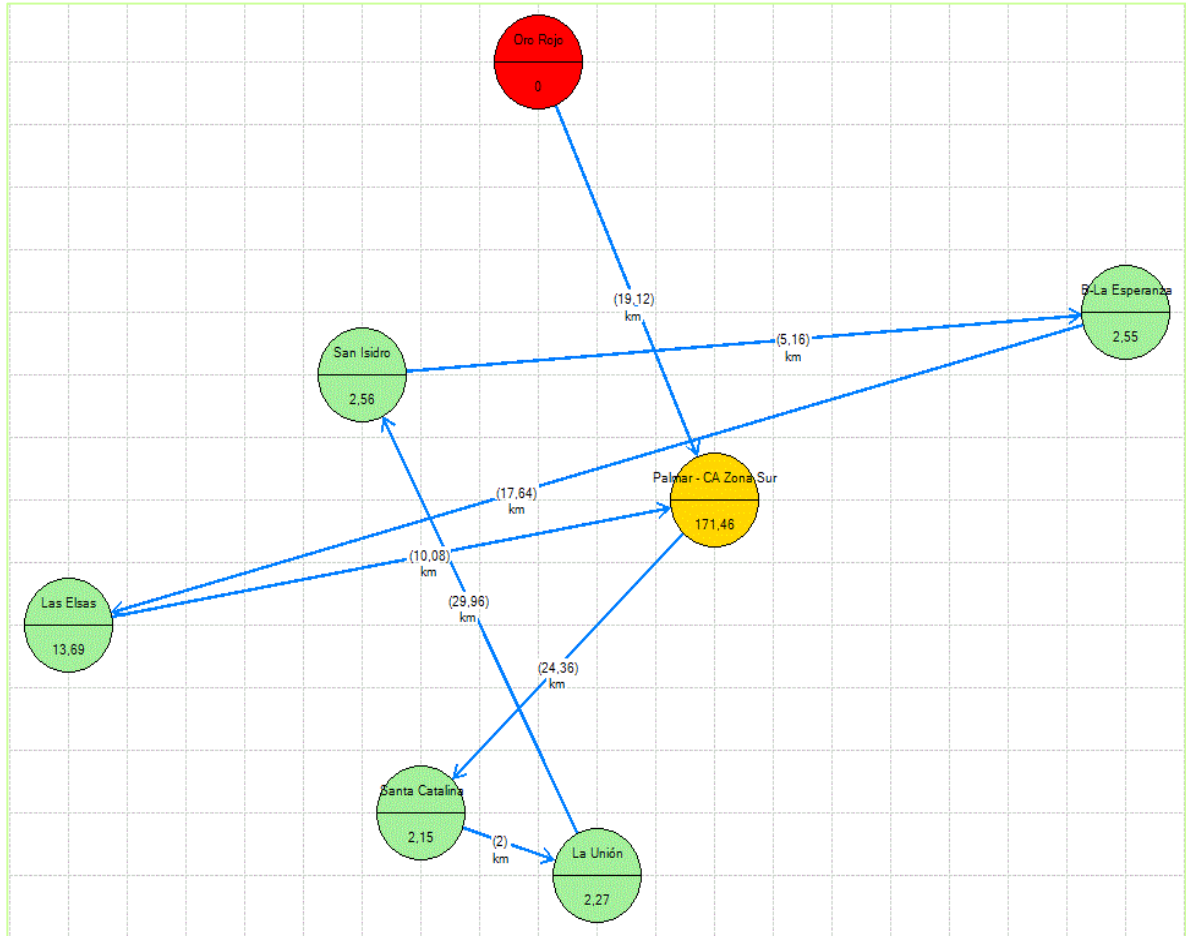 Oro Rojo
0
(19,12)
km
B-La Esperanza
2,55
(5,16)
km
San Isidro
2,56
Palmar - CA Zona Sur
171,46
(17,64)
km
(10,08)
km
Las Elsas
13,69
(29,96)
km
(24,36)
km
Santa Catalina
2,15
(2)
km
La Unión
2,27